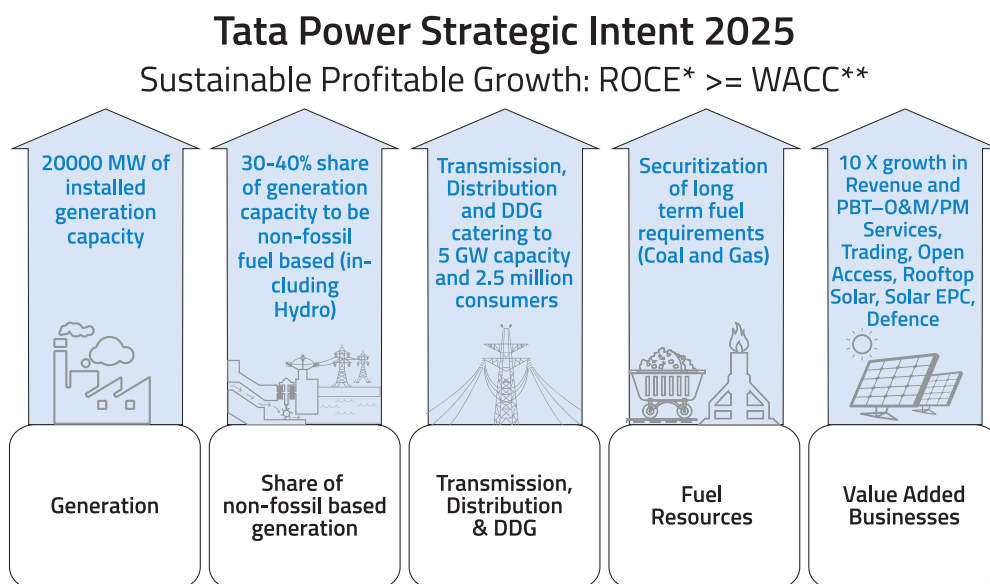 Tata Power Strategic Intent 2025
Sustainable Profitable Growth: ROCE* >= WACC**
20000 MW of
installed
generation
capacity
30-40% share
of generation
capacity to be
non-fossil
fuel based (in-
cluding
Hydro)
Transmission,
Distribution
and DDG
catering to
5 GW capacity
and 2.5 million
consumers
Securitization
of long
term fuel
requirements
(Coal and Gas)
10 X growth in
Revenue and
PBT–O&M/PM
Services,
Trading, Open
Access, Rooftop
Solar, Solar EPC,
Defence
Generation
Share of
non-fossil based
generation
Transmission,
Distribution
& DDG
Fuel
Resources
Value Added
Businesses